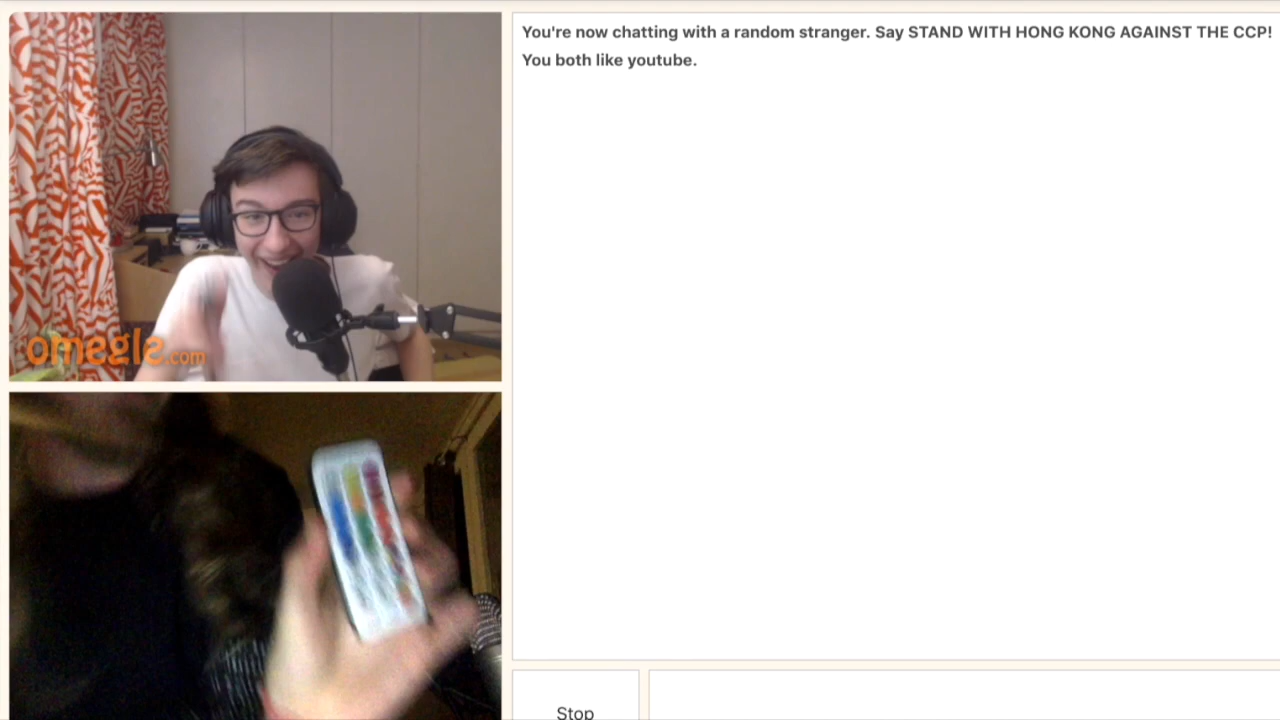 omegle.com
You're now chatting with a random stranger. Say STAND WITH HONG KONG AGAINST THE CCP!
You both like youtube.
Stop